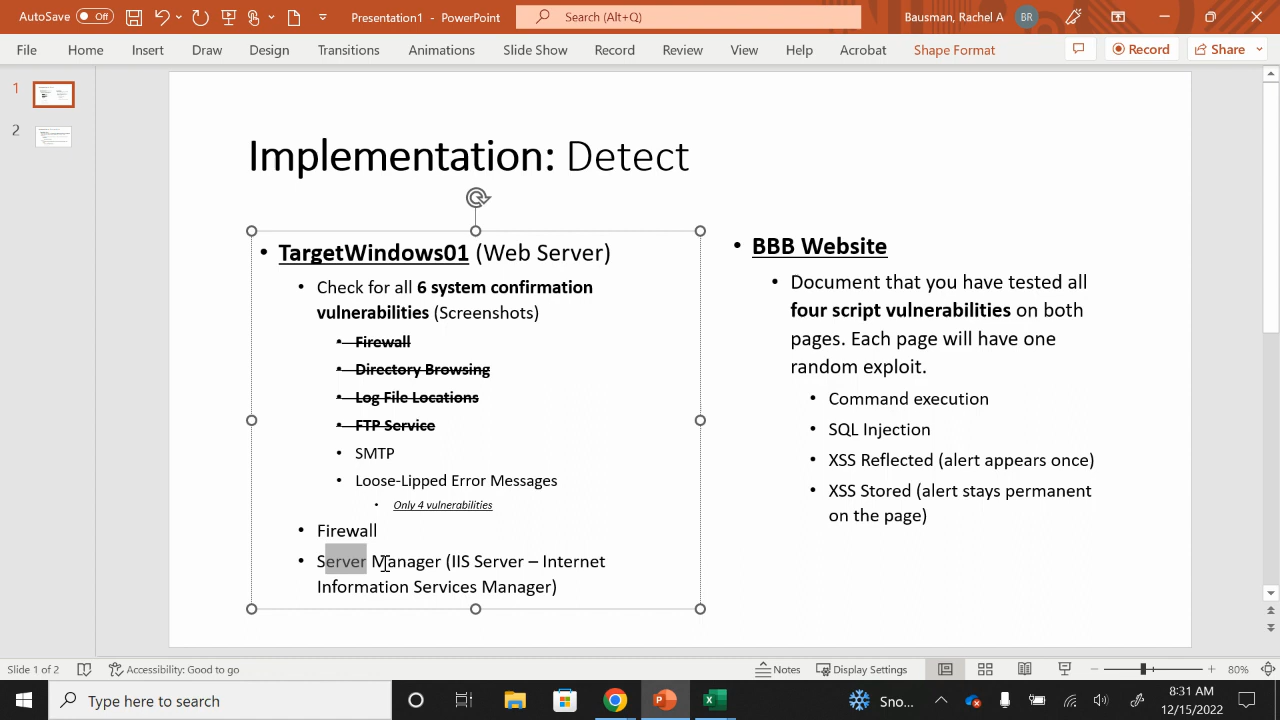 AutoSave Off Presentation1 - PowerPoint Search (Alt+Q) Bausman, Rachel A BR
File Home Insert Draw Design Slide Show Transitions Animations Slide Show Record Review View Help Acrobat Shape Format Record Share
1
2
Implementation: Detect
• TargetWindows01 (Web Server)
• Check for all 6 system confirmation
vulnerabilities (Screenshots)
• Firewall
• Directory Browsing
• Log File Locations
• FTP Service
• SMTP
• Loose-Lipped Error Messages
• Only 4 vulnerabilities
• Firewall
• Server Manager (IIS Server – Internet
Information Services Manager)
• BBB Website
• Document that you have tested all
four script vulnerabilities on both
pages. Each page will have one
random exploit.
• Command execution
• SQL Injection
• XSS Reflected (alert appears once)
• XSS Stored (alert stays permanent
on the page)
Slide 1 of 2 Accessibility: Good to go Notes Display Settings 80%
Type here to search Sno... 8:31 AM
12/15/2022